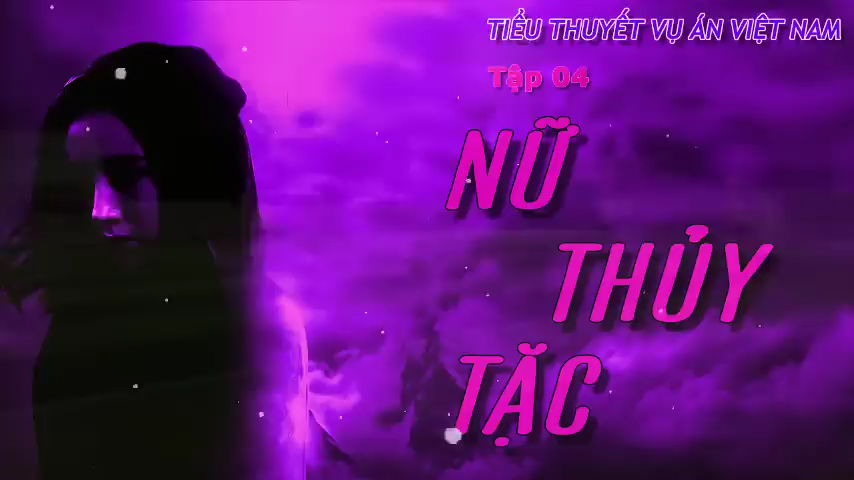 TIỂU THUYẾT VỤ ÁN VIỆT NAM
Tập 04
NỮ
THỦY
TẶC